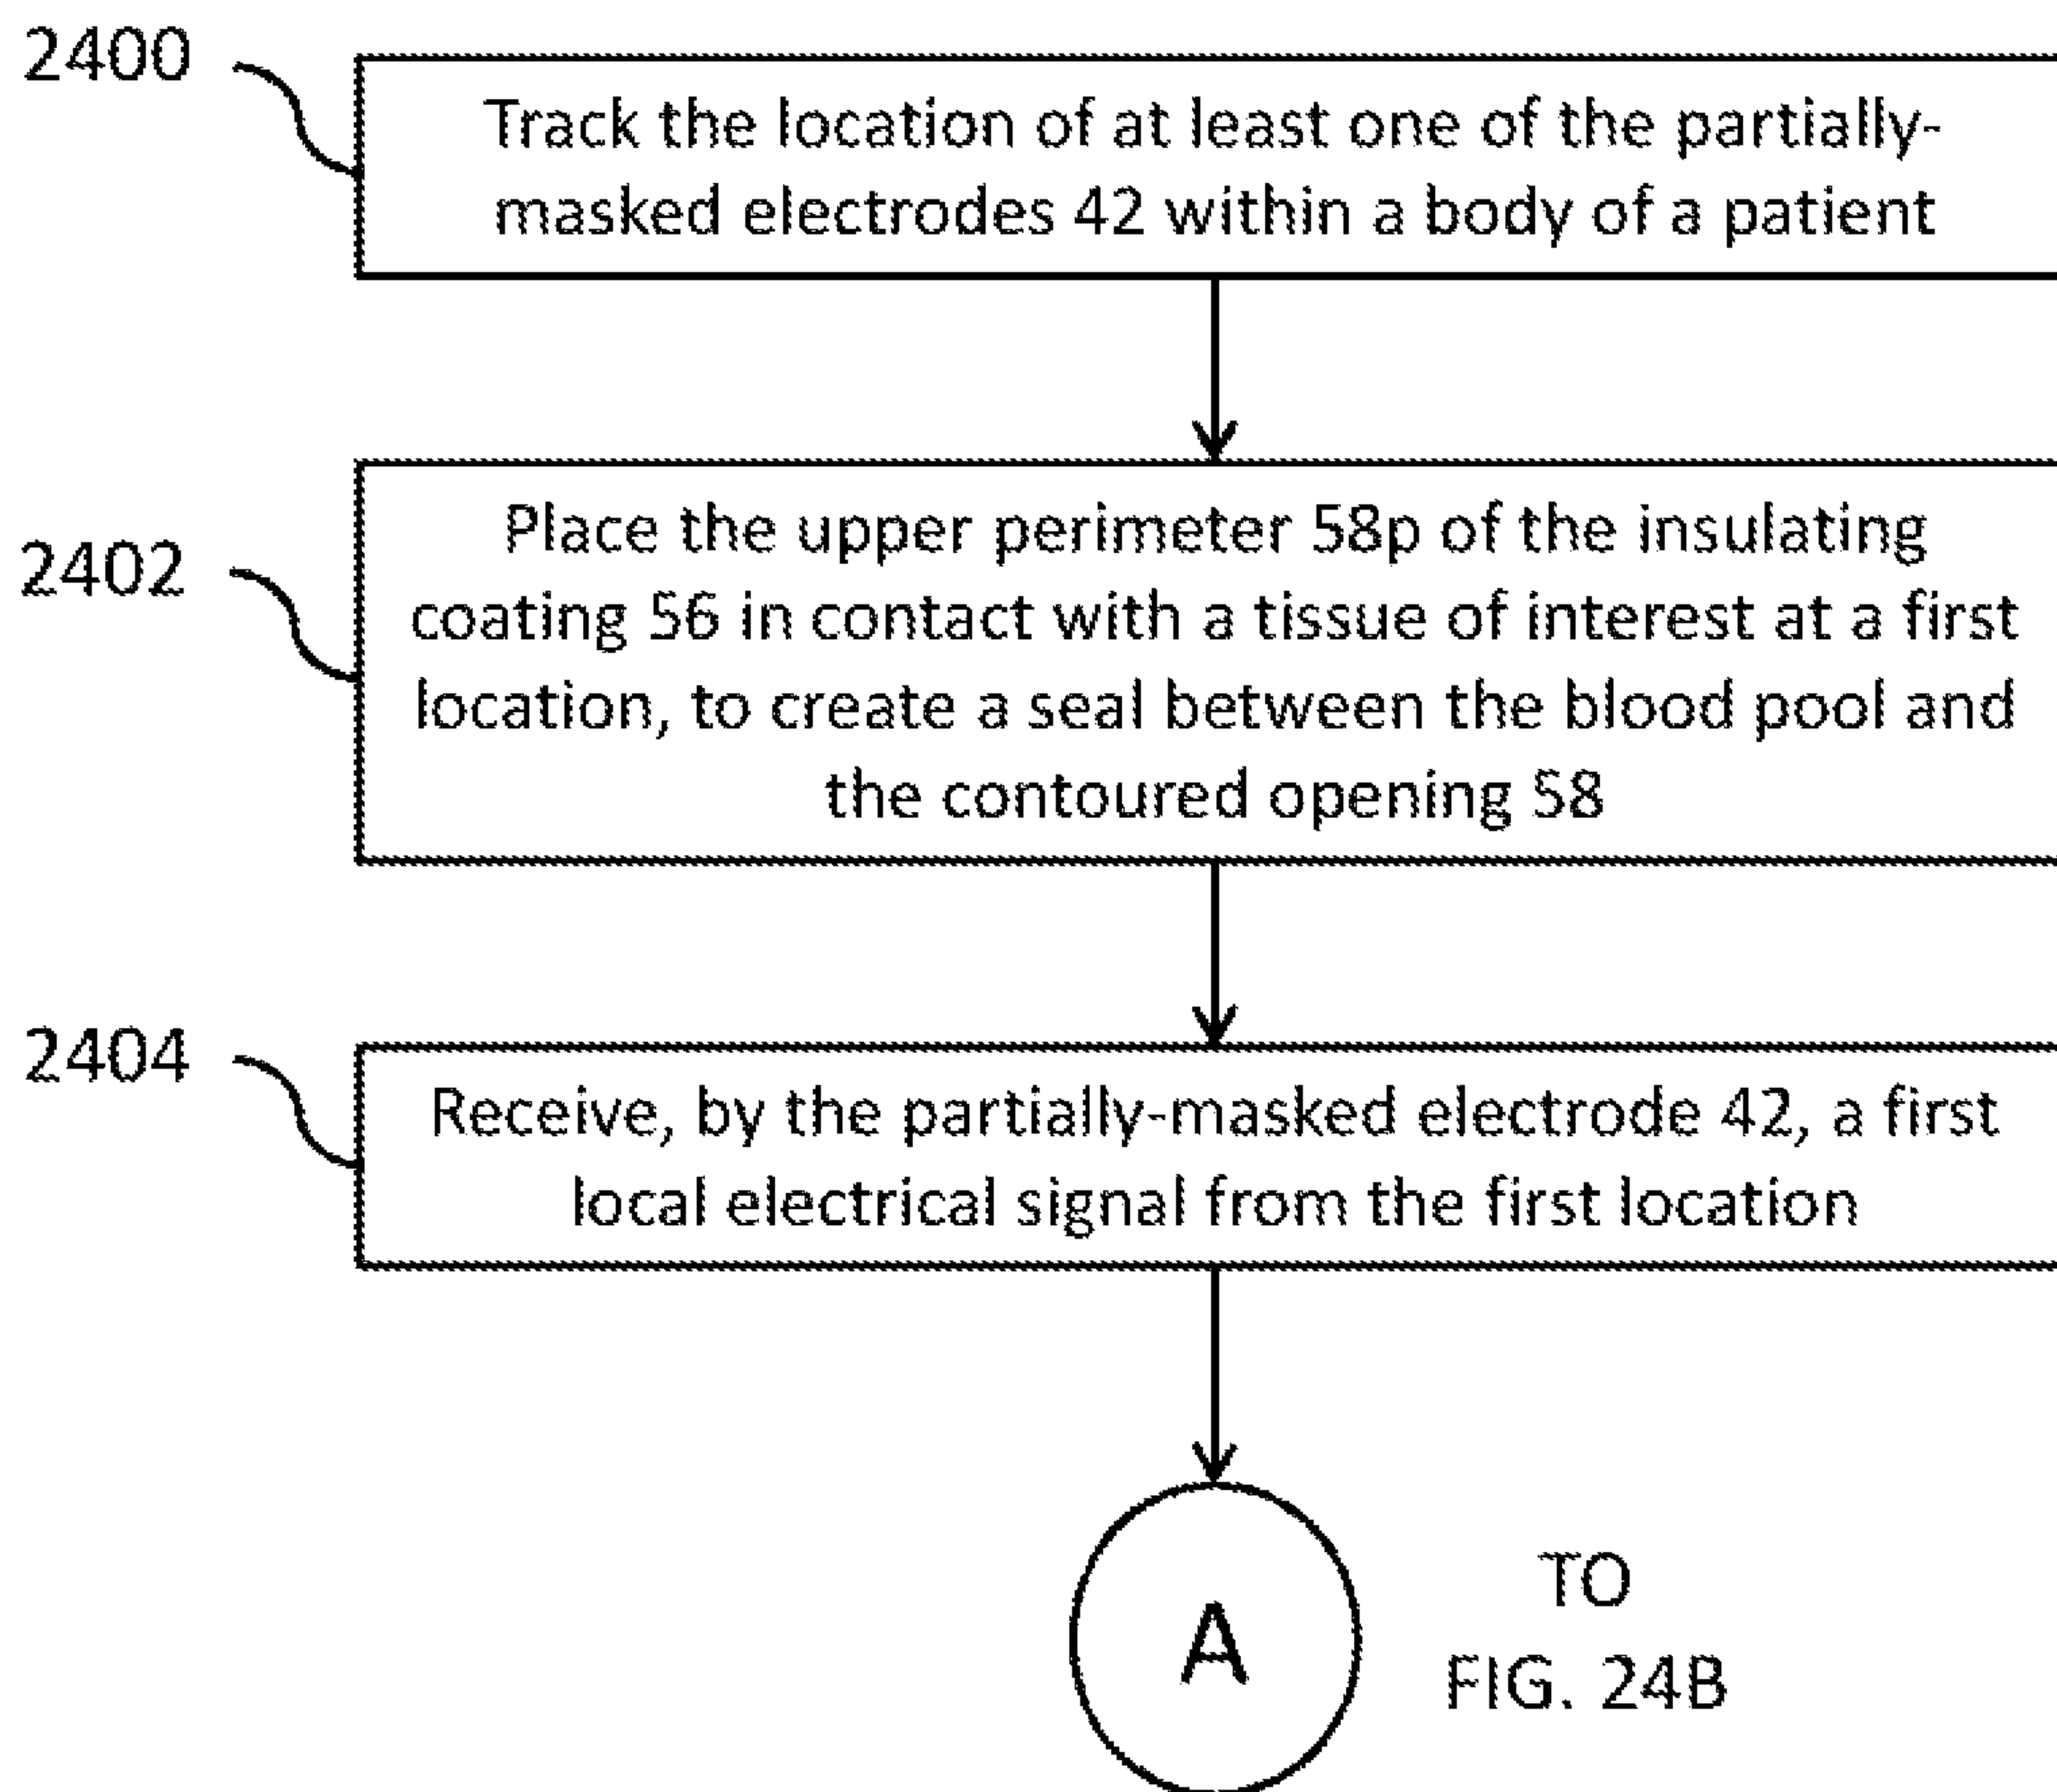 2400
Track the location of at least one of the partially-
masked electrodes 42 within a body of a patient
2402
Place the upper perimeter 58p of the insulating
coating 56 in contact with a tissue of interest at a first
location, to create a seal between the blood pool and
the contoured opening 58
2404
Receive, by the partially-masked electrode 42, a first
local electrical signal from the first location
A
TO
FIG. 24B